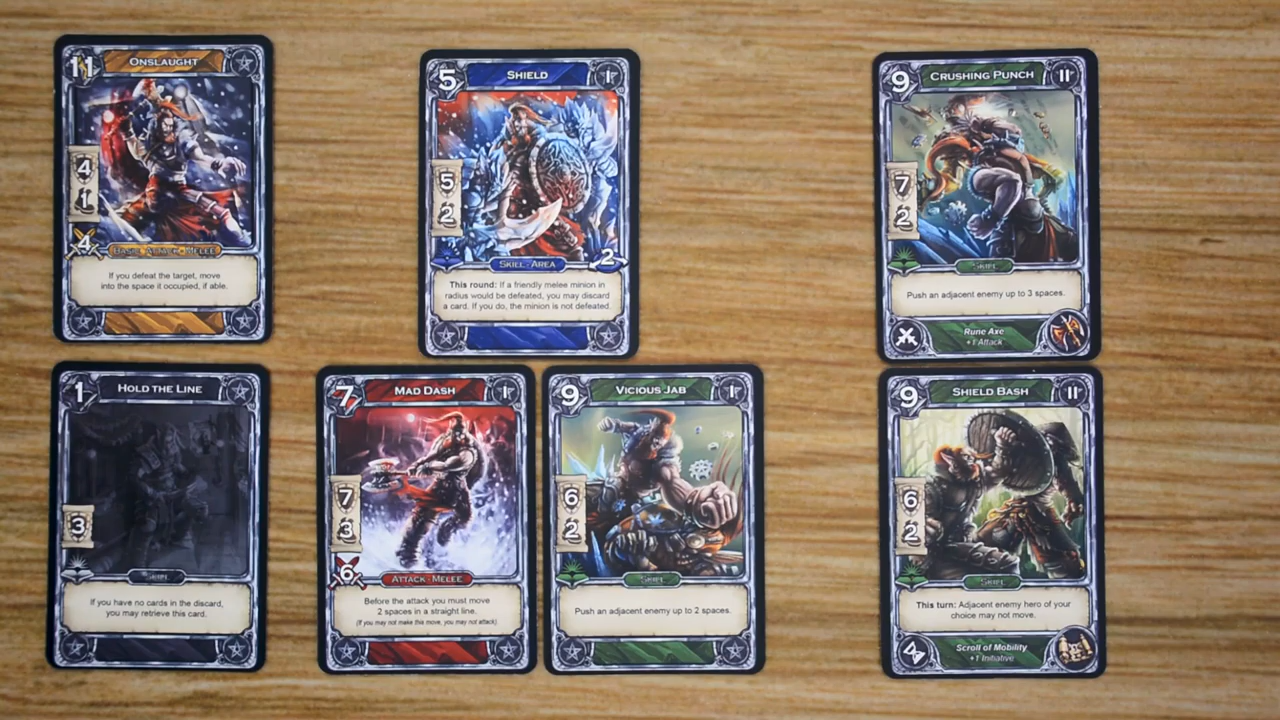 11
ONSLAUGHT
4
1
4
BASIC ATTACK - MELEE
If you defeat the target, move
into the space it occupied, if able.
5
SHIELD
I
5
2
SKILL - AREA
2
This round: If a friendly melee minion in
radius would be defeated, you may discard
a card. If you do, the minion is not defeated.
9
CRUSHING PUNCH
II
7
2
SKILL
Push an adjacent enemy up to 3 spaces.
Rune Axe
+1 Attack
1
HOLD THE LINE
3
SKILL
If you have no cards in the discard,
you may retrieve this card.
7
MAD DASH
I
7
3
6
ATTACK - MELEE
Before the attack you must move
2 spaces in a straight line.
(If you may not make this move, you may not attack).
9
VICIOUS JAB
I
6
2
SKILL
Push an adjacent enemy up to 2 spaces.
9
SHIELD BASH
II
6
2
SKILL
This turn: Adjacent enemy hero of your
choice may not move.
Scroll of Mobility
+1 Initiative